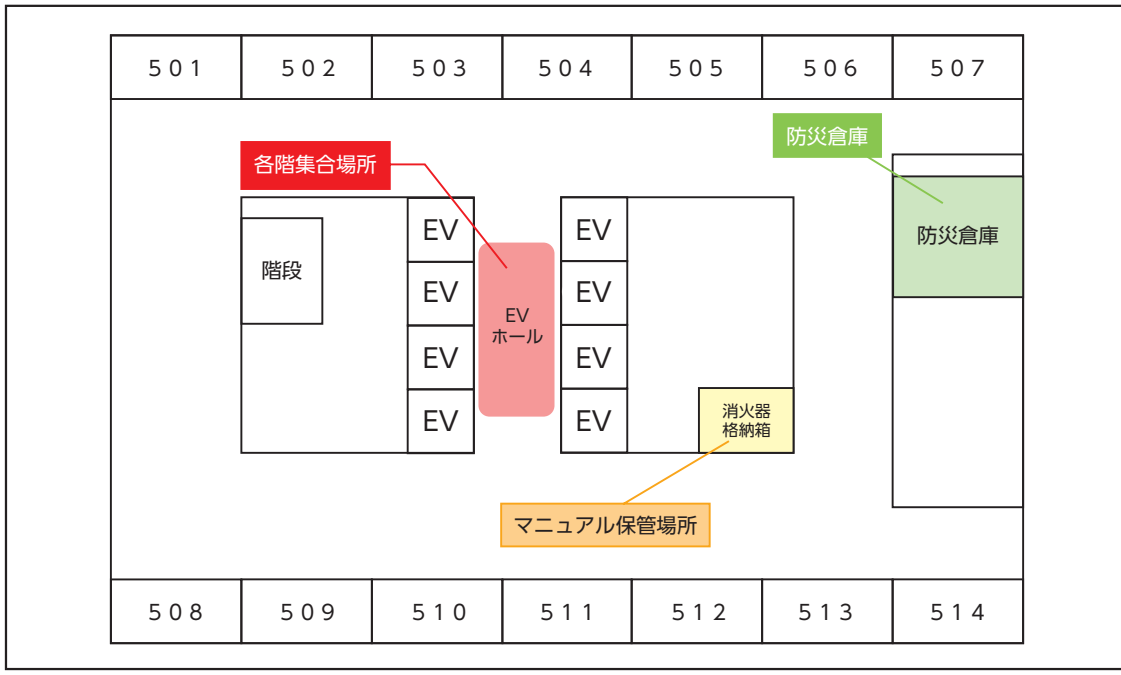 ５０１
５０２
５０３
５０４
５０５
５０６
５０７
防災倉庫
各階集合場所
EV
EV
防災倉庫
階段
EV
EV
EV
ホール
EV
EV
EV
EV
消火器
格納箱
マニュアル保管場所
５０８
５０９
５１０
５１１
５１２
５１３
５１４